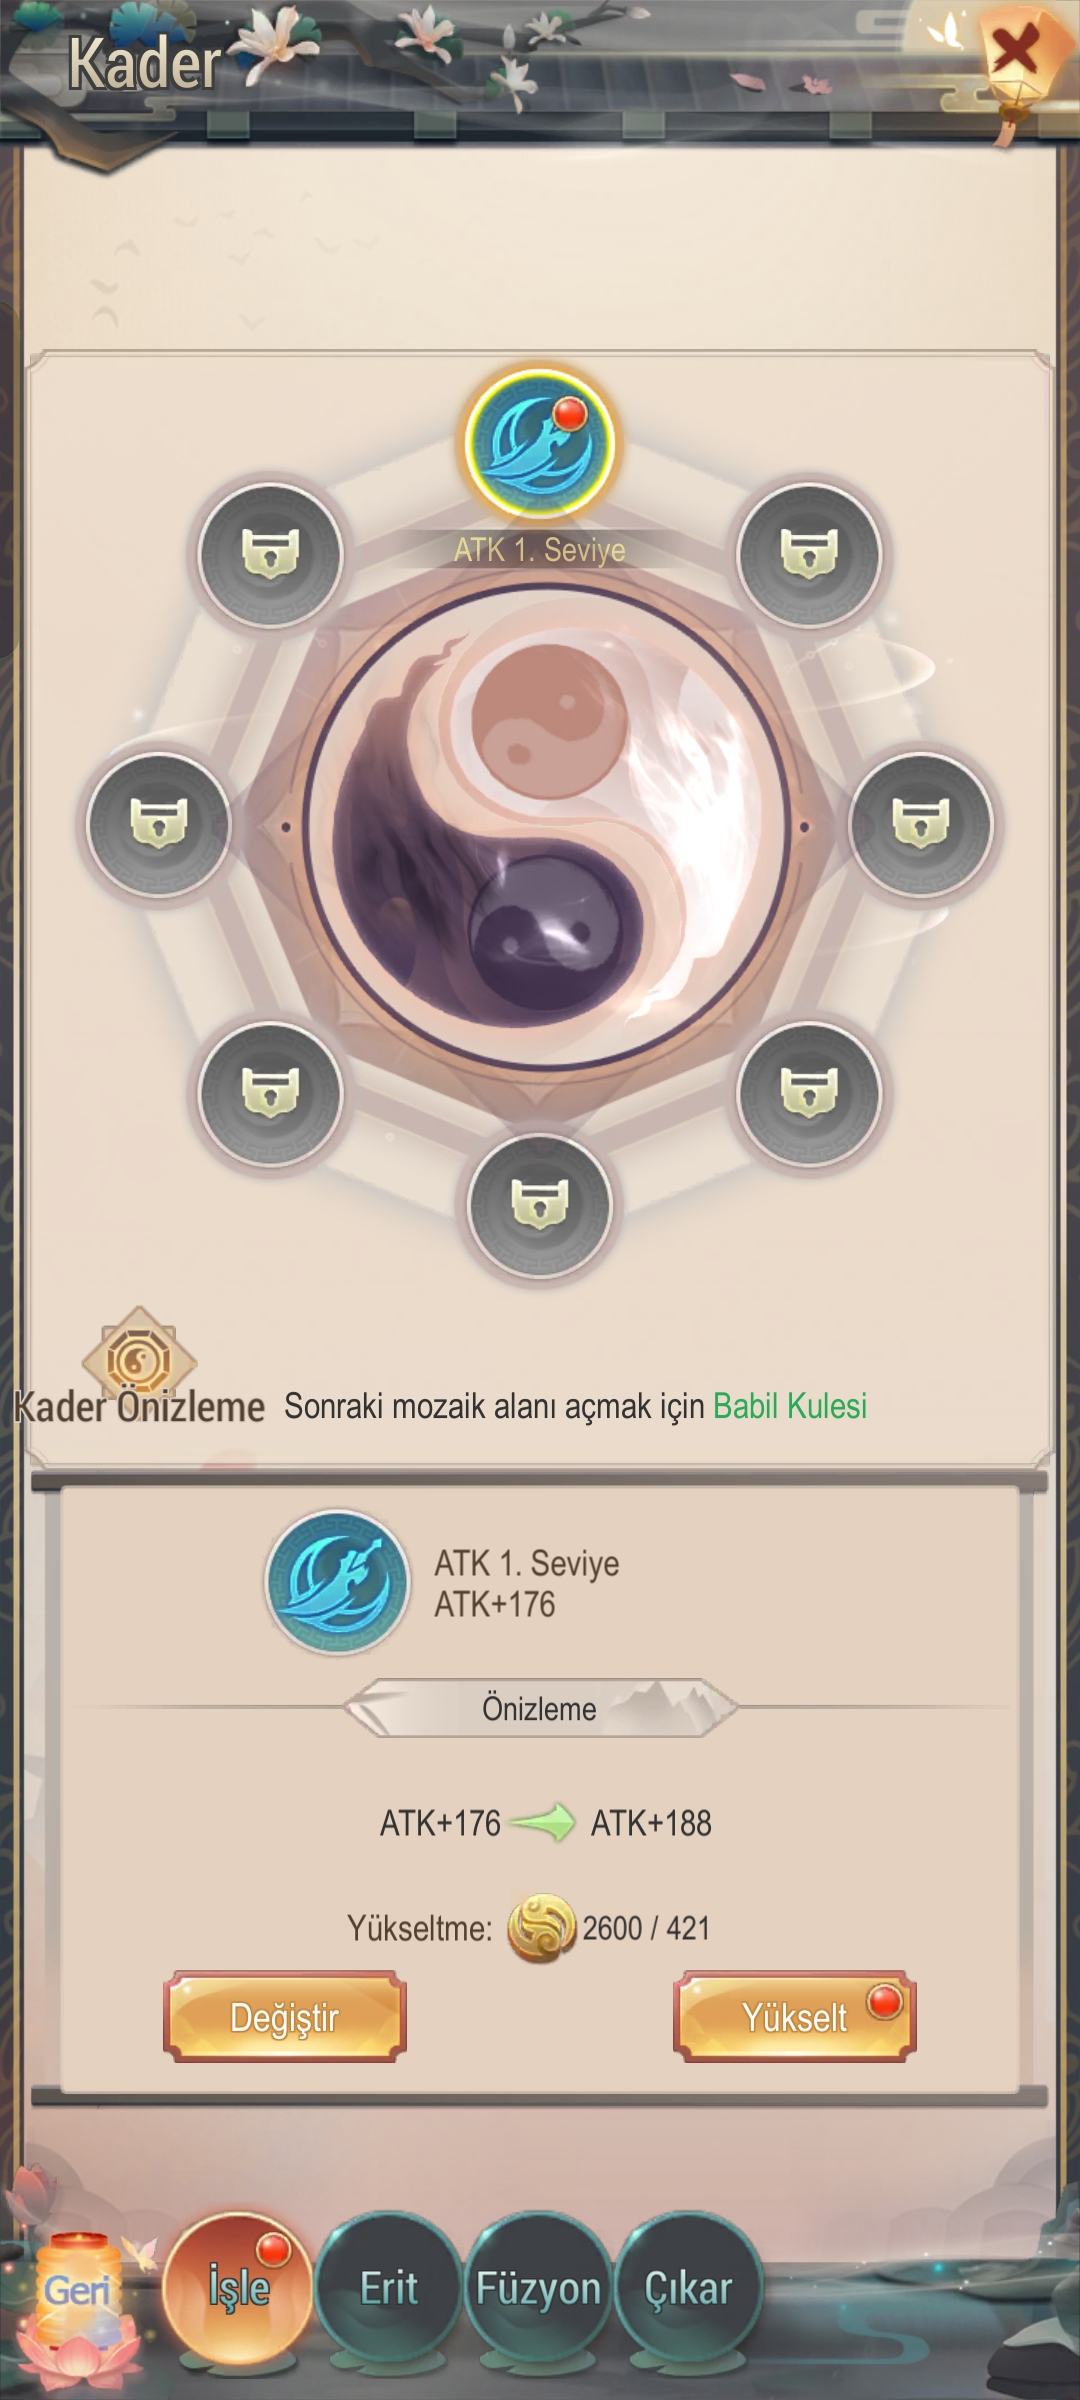 Kader
ATK 1. Seviye
Kader Önizleme
Sonraki mozaik alanı açmak için Babil Kulesi
ATK 1. Seviye
ATK+176
Önizleme
ATK+176
ATK+188
Yükseltme: 2600 / 421
Değiştir
Yükselt
Geri
İşle
Erit
Füzyon
Çıkar